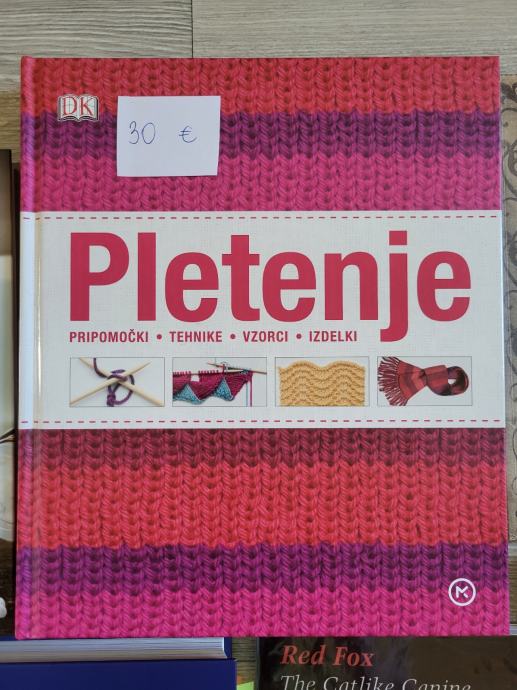 DK
30 €
Pletenje
PRIPOMOČKI • TEHNIKE • VZORCI • IZDELKI
M
Red Fox
The Catlike Canine